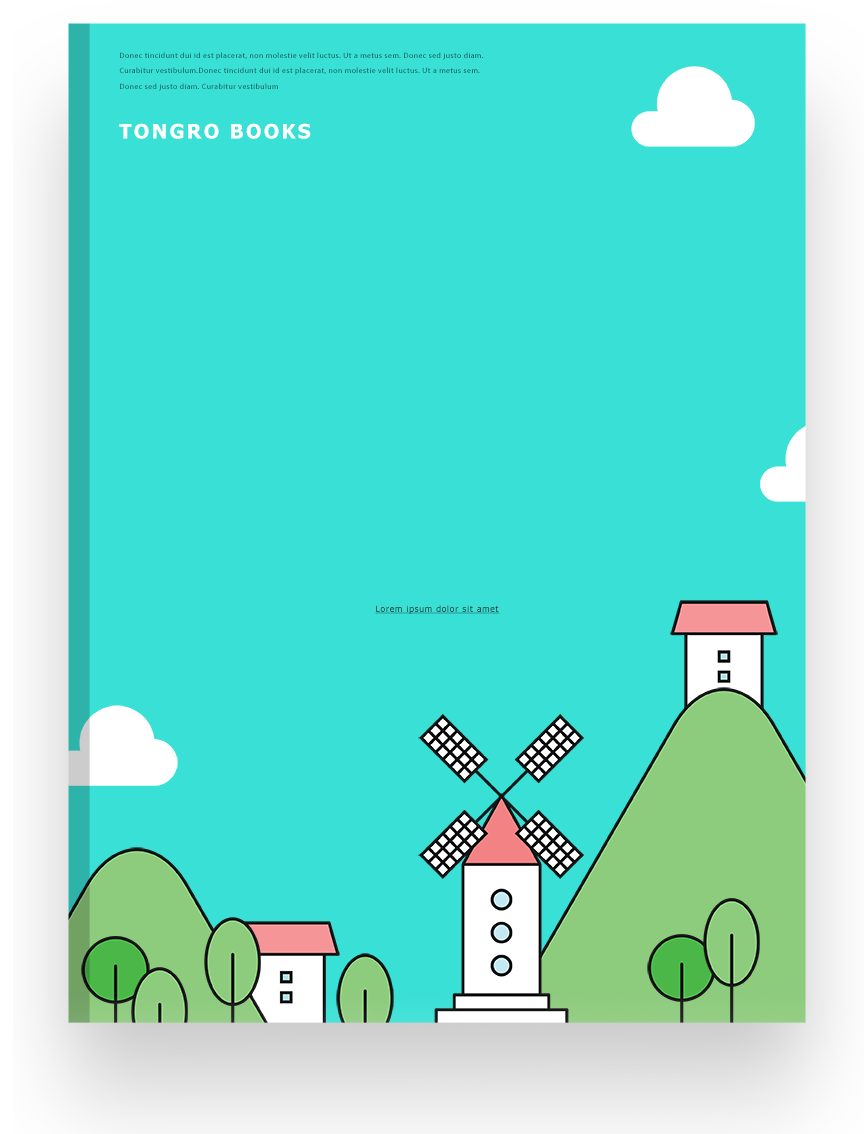 Donec tincidunt dui id est placerat, non molestie velit luctus. Ut a metus sem. Donec sed justo diam.
Curabitur vestibulum.Donec tincidunt dui id est placerat, non molestie velit luctus. Ut a metus sem.
Donec sed justo diam. Curabitur vestibulum
TONGRO BOOKS
Lorem ipsum dolor sit amet